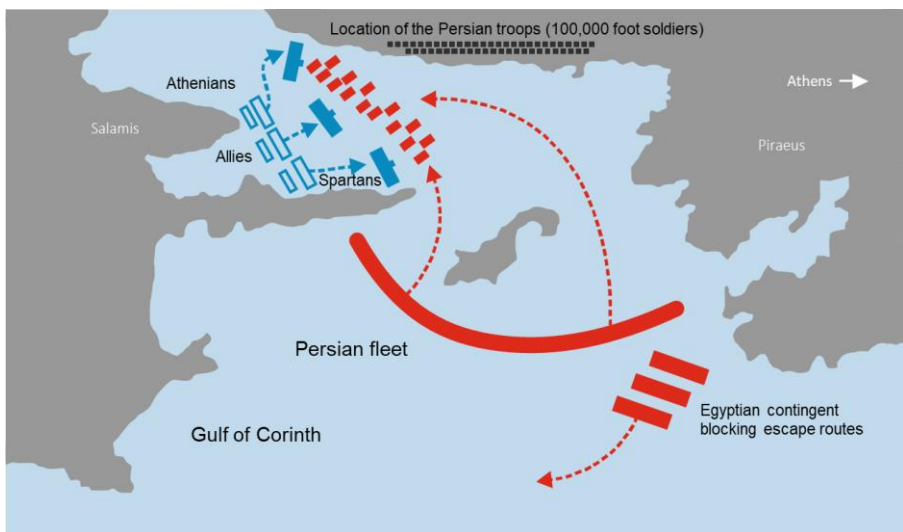 Location of the Persian troops (100,000 foot soldiers)
Athenians
Athens
Salamis
Piraeus
Allies
Spartans
Persian fleet
Egyptian contingent
blocking escape routes
Gulf of Corinth